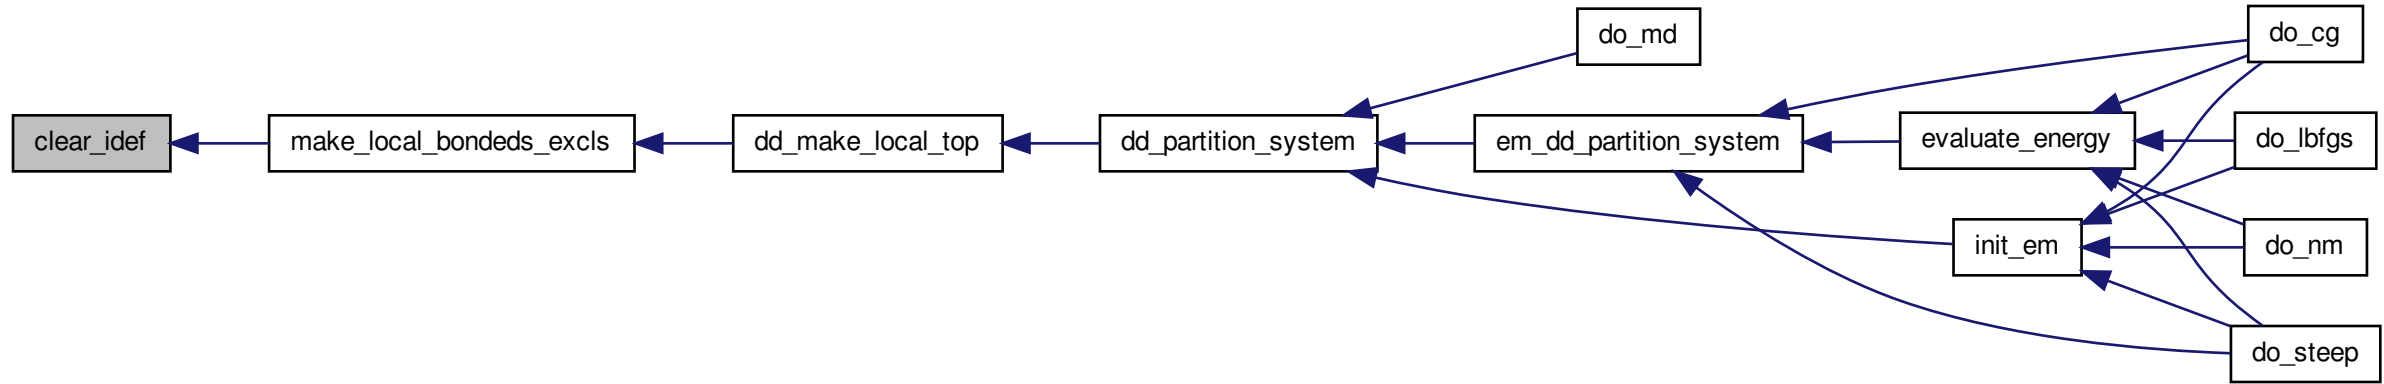 clear_idef
make_local_bondeds_excls
dd_make_local_top
dd_partition_system
do_md
em_dd_partition_system
evaluate_energy
init_em
do_cg
do_lbfgs
do_nm
do_steep